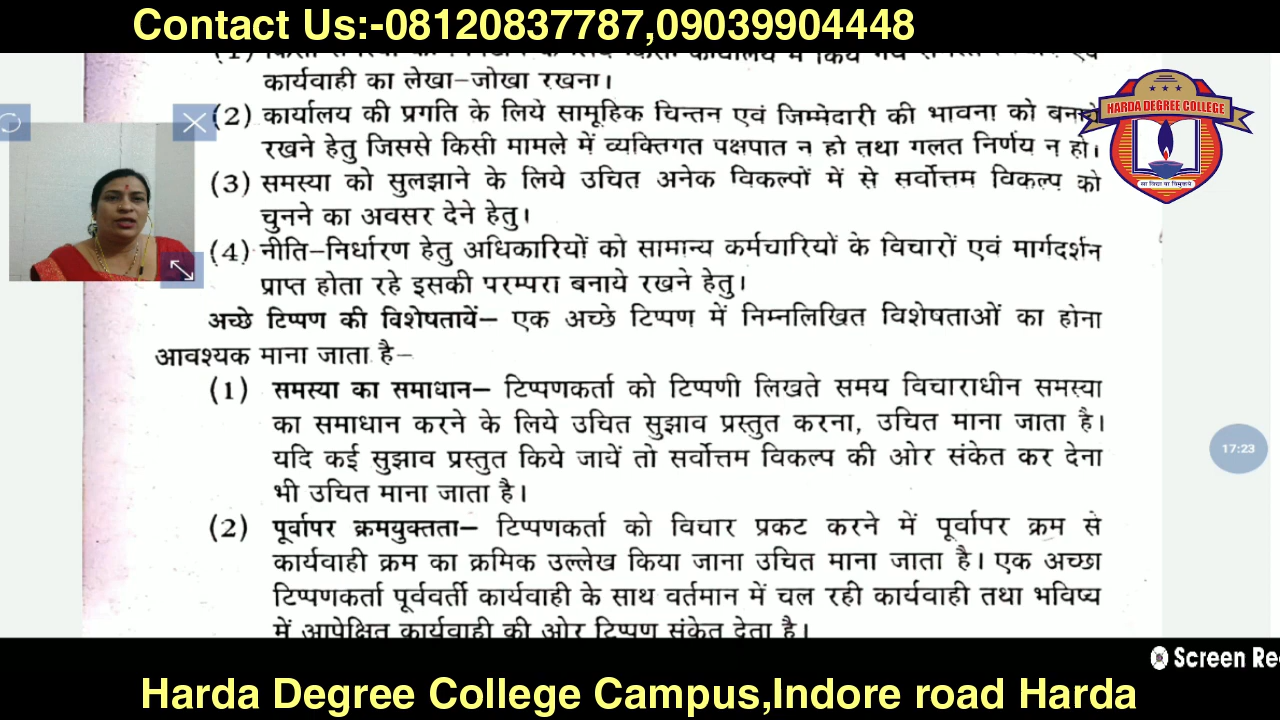 Contact Us:-08120837787,09039904448
कार्यवाही का लेखा-जोखा रखना।
(2) कार्यालय की प्रगति के लिये सामूहिक चिन्तन एवं जिम्मेदारी की भावना को बनाये
रखने हेतु जिससे किसी मामले में व्यक्तिगत पक्षपात न हो तथा गलत निर्णय न हो।
(3) समस्या को सुलझाने के लिये उचित अनेक विकल्पों में से सर्वोत्तम विकल्प को
चुनने का अवसर देने हेतु।
(4) नीति-निर्धारण हेतु अधिकारियों को सामान्य कर्मचारियों के विचारों एवं मार्गदर्शन
प्राप्त होता रहे इसकी परम्परा बनाये रखने हेतु।
अच्छे टिप्पण की विशेषतायें– एक अच्छे टिप्पण में निम्नलिखित विशेषताओं का होना
आवश्यक माना जाता है–
(1) समस्या का समाधान– टिप्पणकर्ता को टिप्पणी लिखते समय विचाराधीन समस्या
का समाधान करने के लिये उचित सुझाव प्रस्तुत करना, उचित माना जाता है।
यदि कई सुझाव प्रस्तुत किये जायें तो सर्वोत्तम विकल्प की ओर संकेत कर देना
भी उचित माना जाता है।
(2) पूर्वापर क्रमयुक्तता– टिप्पणकर्ता को विचार प्रकट करने में पूर्वापर क्रम से
कार्यवाही क्रम का क्रमिक उल्लेख किया जाना उचित माना जाता है। एक अच्छा
टिप्पणकर्ता पूर्ववर्ती कार्यवाही के साथ वर्तमान में चल रही कार्यवाही तथा भविष्य
में आपेक्षित कार्यवाही की ओर टिप्पण संकेत देता है।
HARDA DEGREE COLLEGE
सा विद्या या विमुक्तये
17:23
Screen Re
Harda Degree College Campus,Indore road Harda